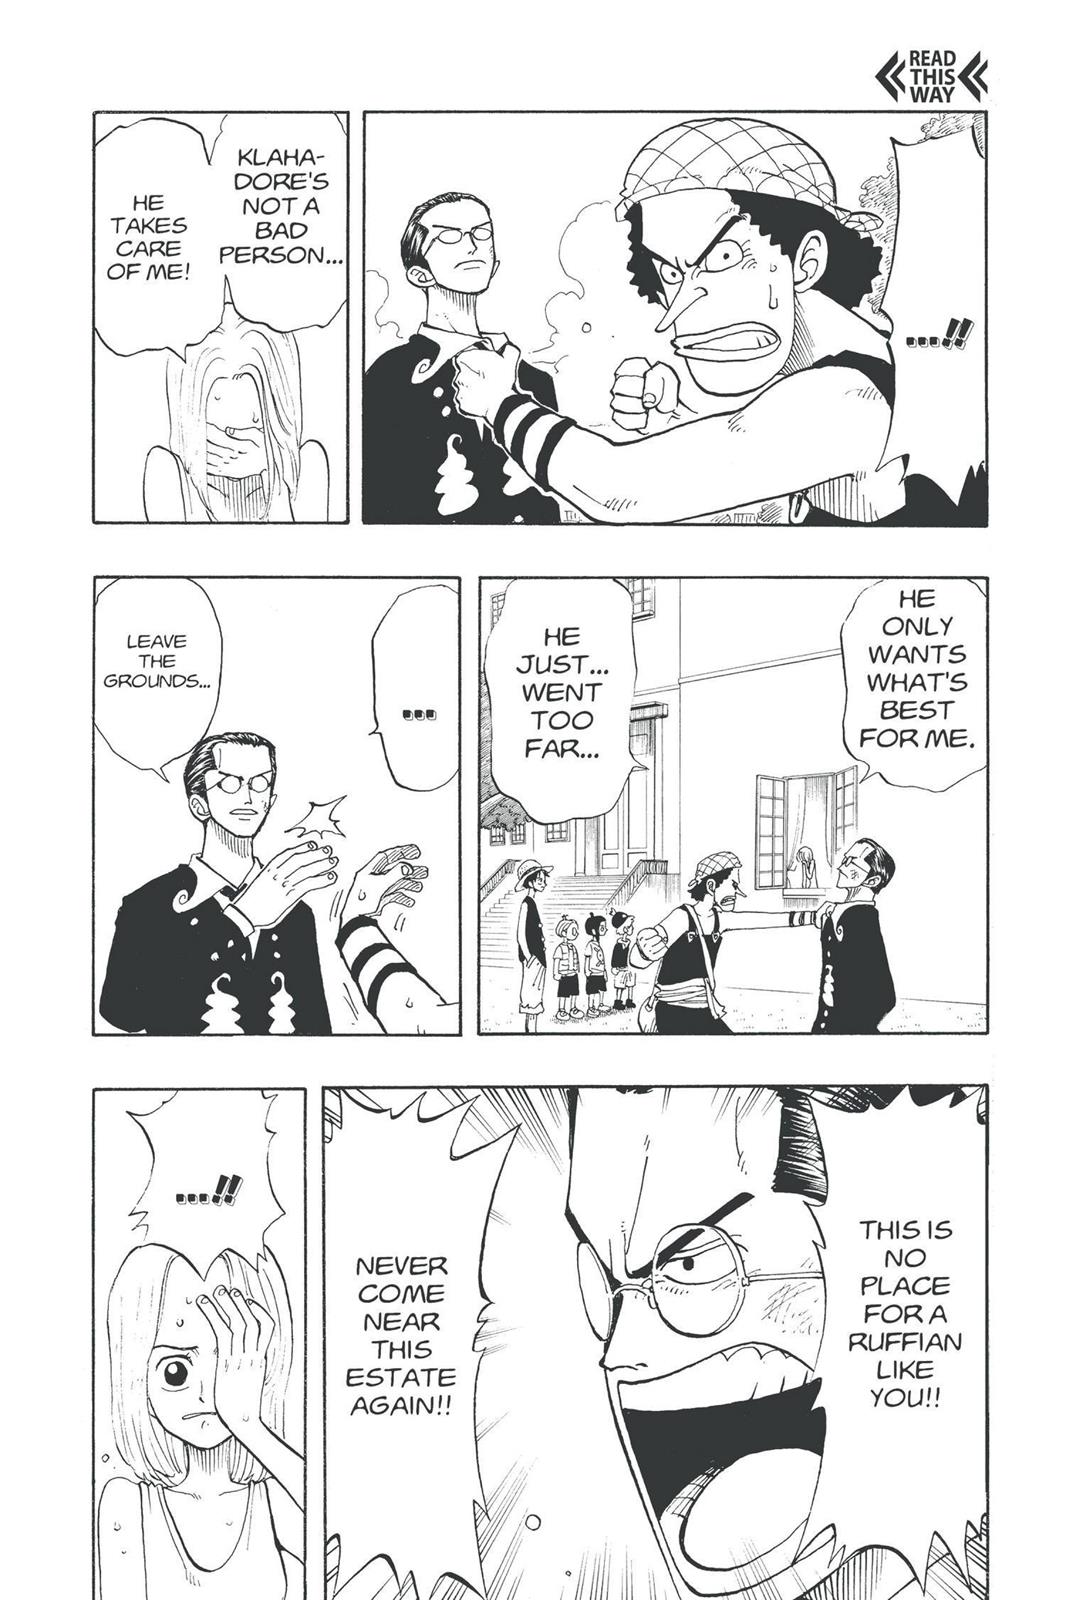 READ
THIS
WAY
....!!
KLAHA-
DORE'S
NOT A
BAD
PERSON...
HE
TAKES
CARE
OF ME!
HE
ONLY
WANTS
WHAT'S
BEST
FOR ME.
HE
JUST...
WENT
TOO
FAR...
...
LEAVE
THE
GROUNDS...
THIS IS
NO
PLACE
FOR A
RUFFIAN
LIKE
YOU!!
NEVER
COME
NEAR
THIS
ESTATE
AGAIN!!
...!!